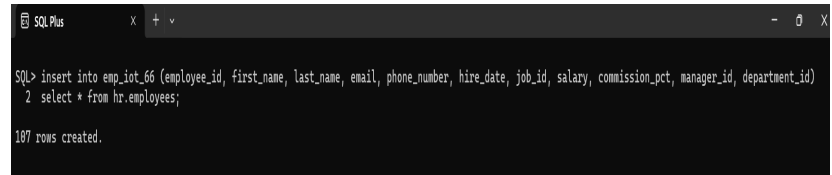 SQL Plus
SQL> insert into emp_iot_66 (employee_id, first_name, last_name, email, phone_number, hire_date, job_id, salary, commission_pct, manager_id, department_id)
2 select * from hr.employees;
107 rows created.